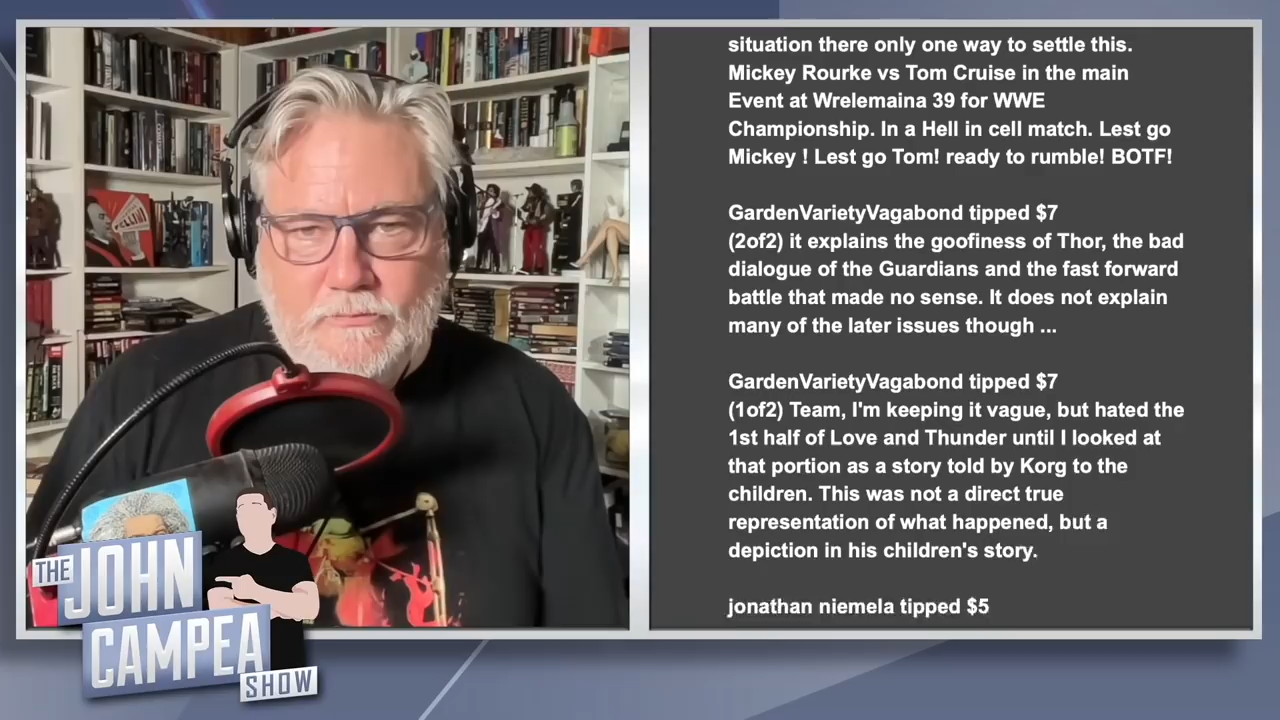 situation there only one way to settle this.
Mickey Rourke vs Tom Cruise in the main
Event at Wrelemaina 39 for WWE
Championship. In a Hell in cell match. Lest go
Mickey ! Lest go Tom! ready to rumble! BOTF!
GardenVarietyVagabond tipped $7
(2of2) it explains the goofiness of Thor, the bad
dialogue of the Guardians and the fast forward
battle that made no sense. It does not explain
many of the later issues though ...
GardenVarietyVagabond tipped $7
(1of2) Team, I'm keeping it vague, but hated the
1st half of Love and Thunder until I looked at
that portion as a story told by Korg to the
children. This was not a direct true
representation of what happened, but a
depiction in his children's story.
jonathan niemela tipped $5
FELLINI
THE
JOHN
CAMPEA
SHOW